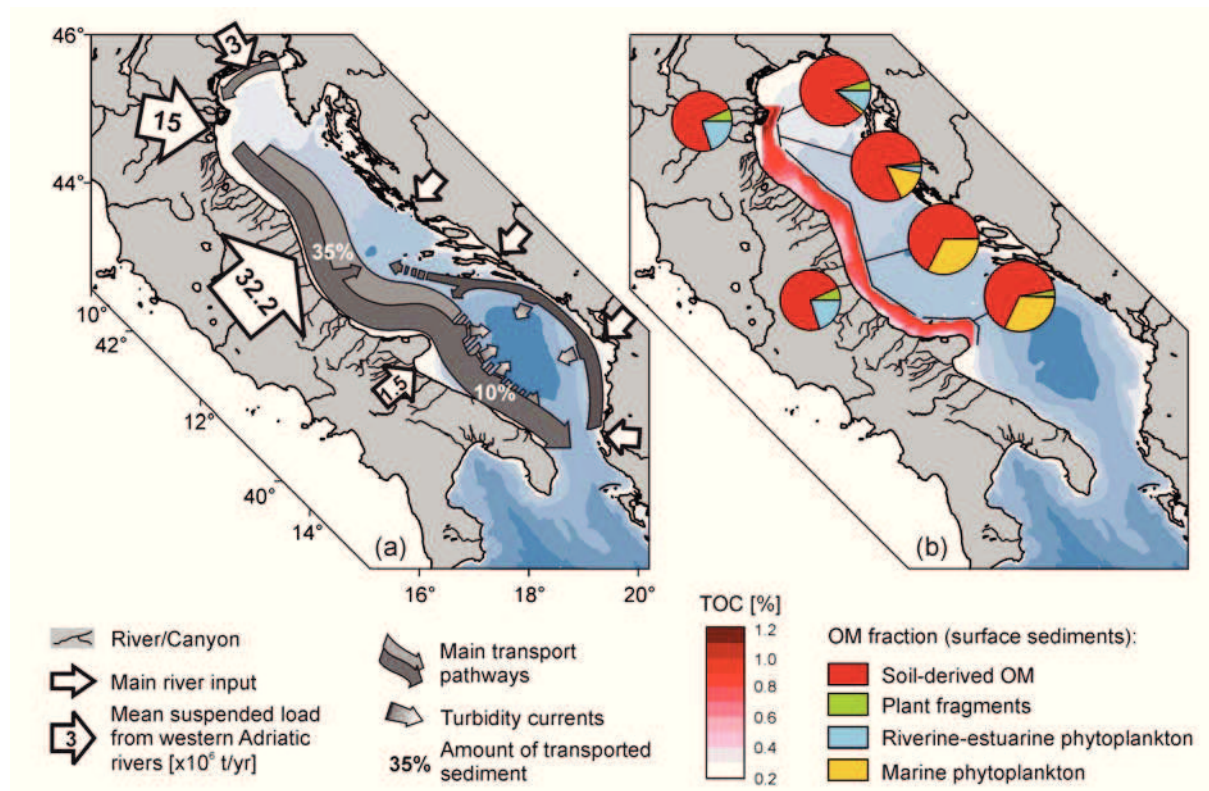 46°
44°
10°
42°
12°
40°
14°
16°
18°
20°
3
15
32.2
1.5
35%
10%
(a)
(b)
River/Canyon
Main river input
3
Mean suspended load
from western Adriatic
rivers [x10⁶ t/yr]
Main transport
pathways
Turbidity currents
35%
Amount of transported
sediment
TOC [%]
1.2
1.0
0.8
0.6
0.4
0.2
OM fraction (surface sediments):
Soil-derived OM
Plant fragments
Riverine-estuarine phytoplankton
Marine phytoplankton